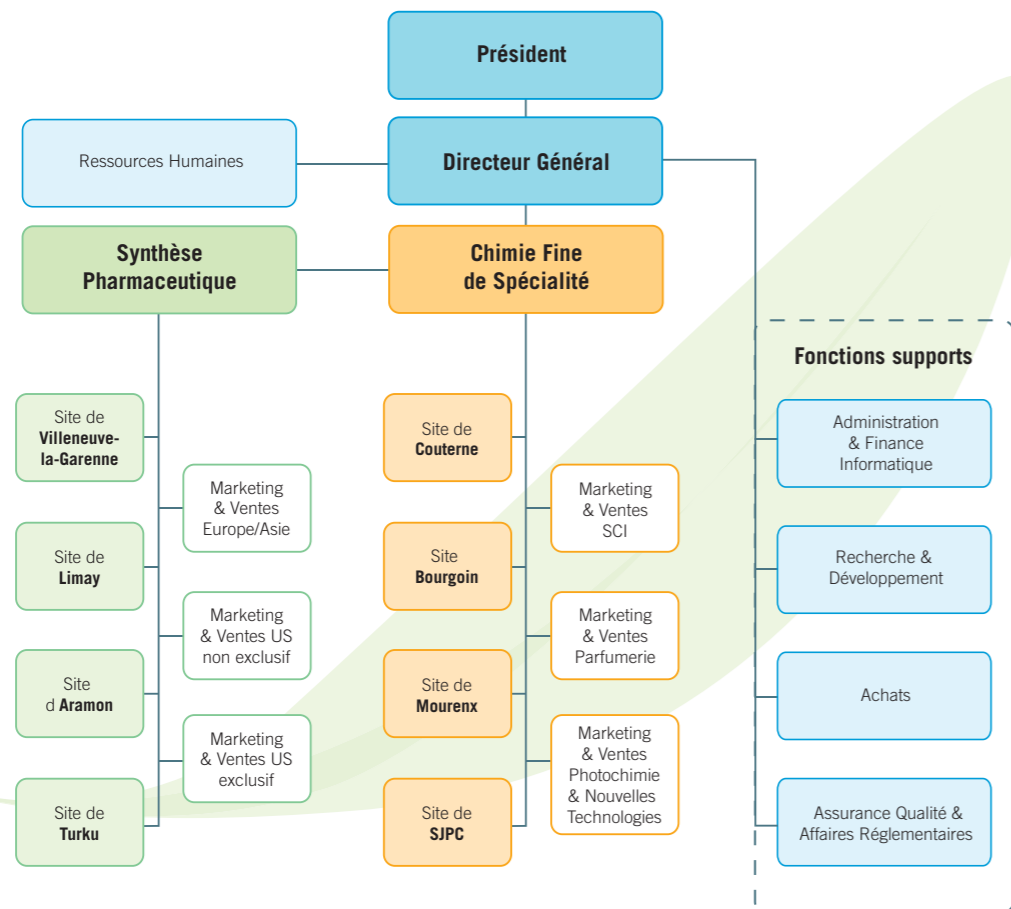 Président
Ressources Humaines
Directeur Général
Synthèse
Pharmaceutique
Chimie Fine
de Spécialité
Site de
Villeneuve-
la-Garenne
Marketing
& Ventes
Europe/Asie
Site de
Limay
Marketing
& Ventes US
non exclusif
Site
d Aramon
Marketing
& Ventes US
exclusif
Site de
Turku
Site de
Couterne
Marketing
& Ventes
SCI
Site
Bourgoin
Marketing
& Ventes
Parfumerie
Site de
Mourenx
Marketing
& Ventes
Photochimie
& Nouvelles
Technologies
Site de
SJPC
Fonctions supports
Administration
& Finance
Informatique
Recherche &
Développement
Achats
Assurance Qualité &
Affaires Réglementaires